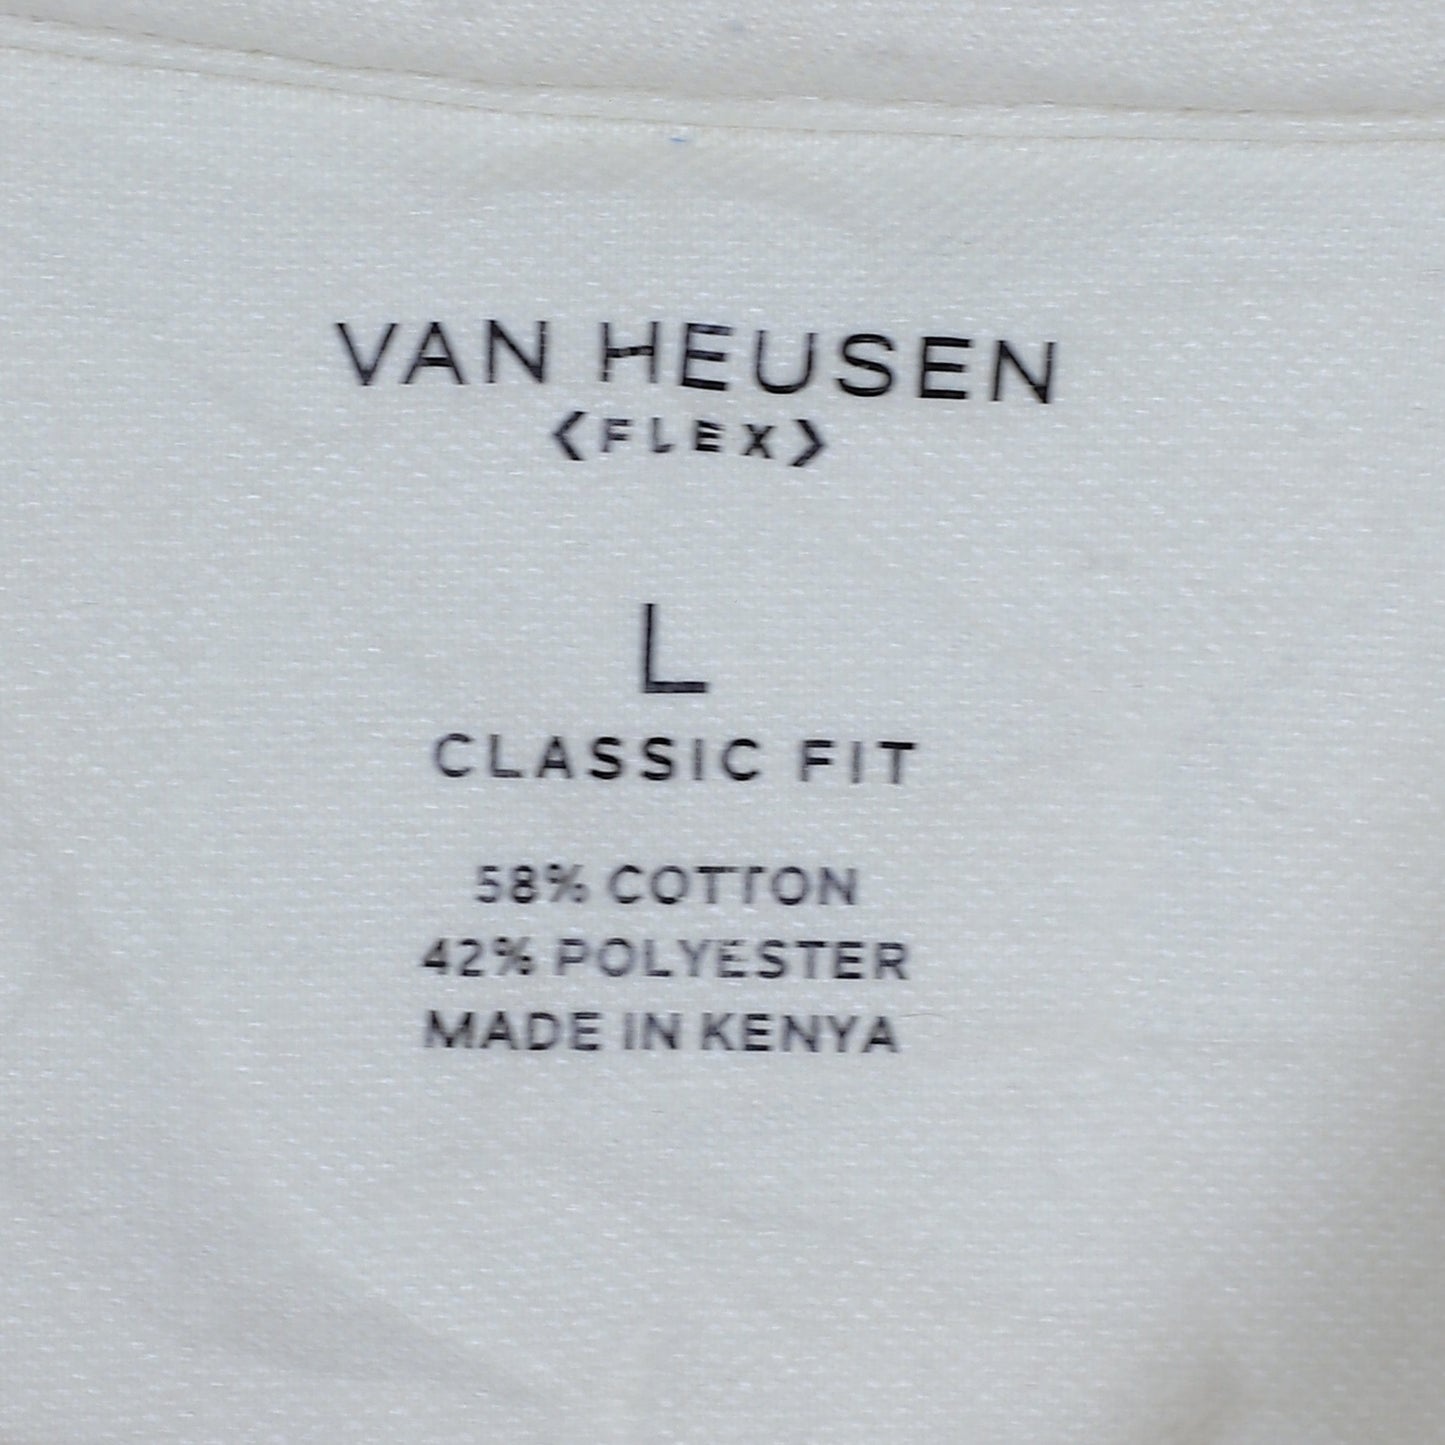 VAN HEUSEN
<FLEX>
L
CLASSIC FIT
58% COTTON
42% POLYESTER
MADE IN KENYA